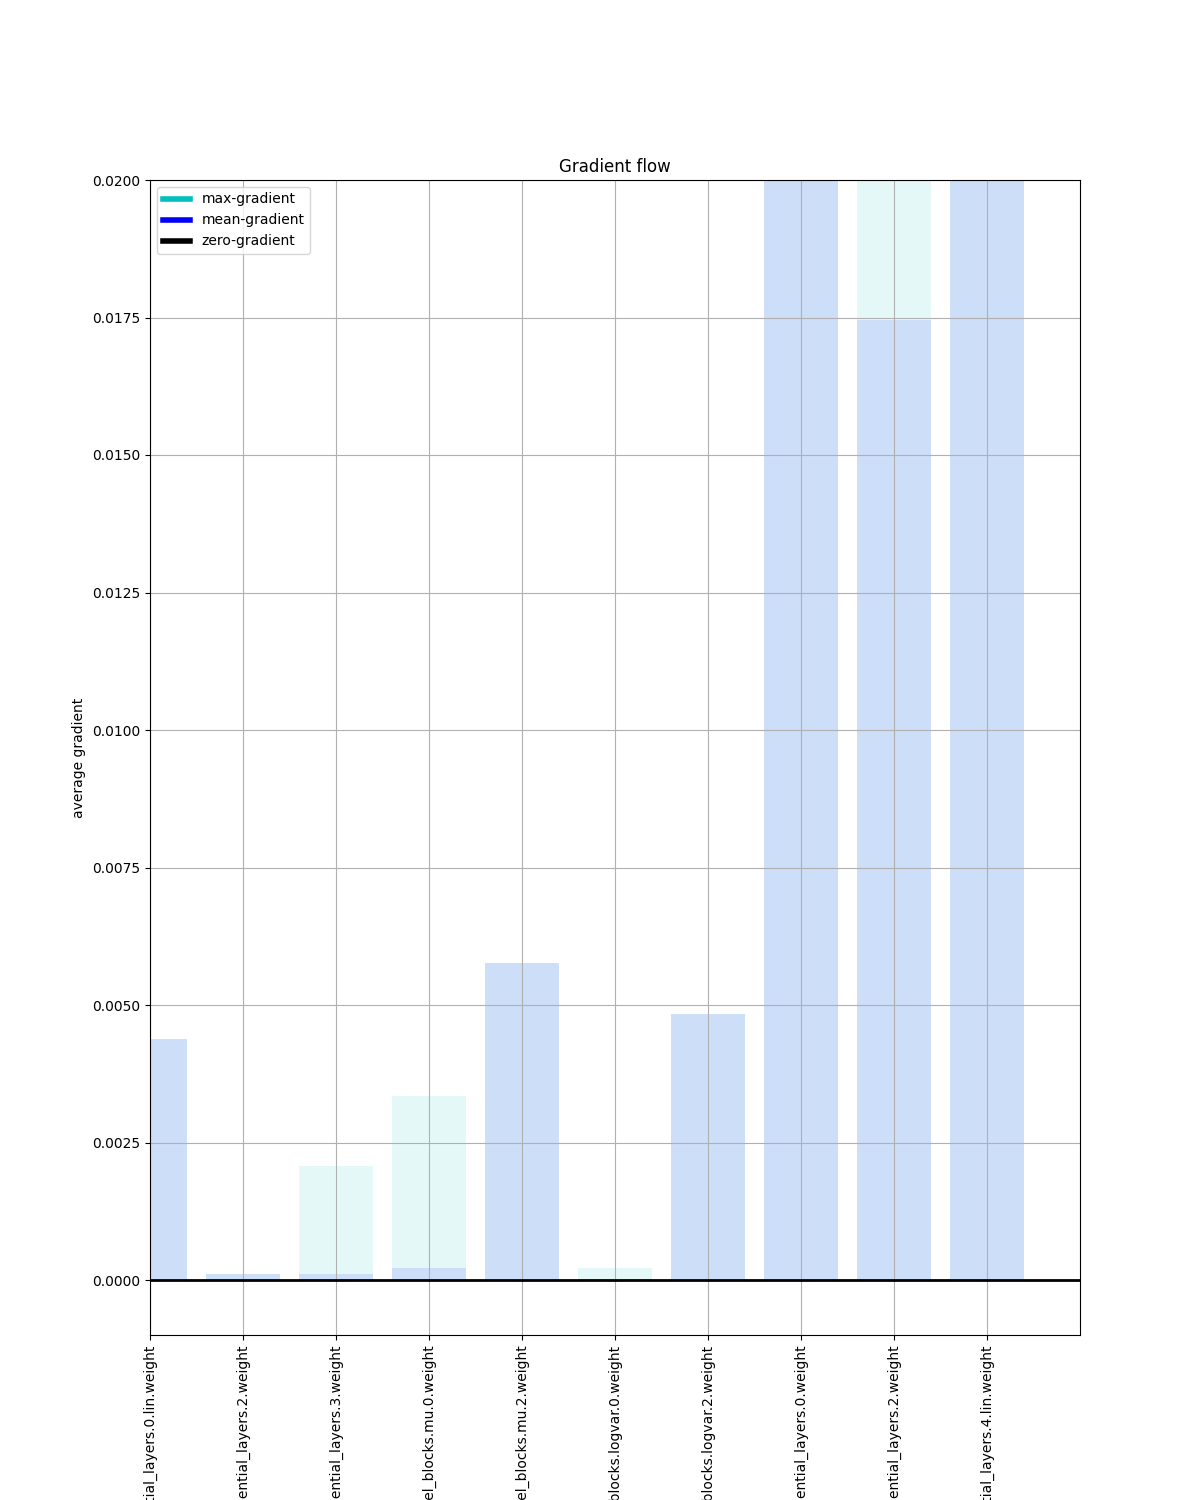 Gradient flow
max-gradient
mean-gradient
zero-gradient
0.0200
0.0175
0.0150
0.0125
0.0100
0.0075
0.0050
0.0025
0.0000
average gradient
tial_layers.0.lin.weight
ential_layers.2.weight
ential_layers.3.weight
el_blocks.mu.0.weight
el_blocks.mu.2.weight
blocks.logvar.0.weight
blocks.logvar.2.weight
ential_layers.0.weight
ential_layers.2.weight
tial_layers.4.lin.weight